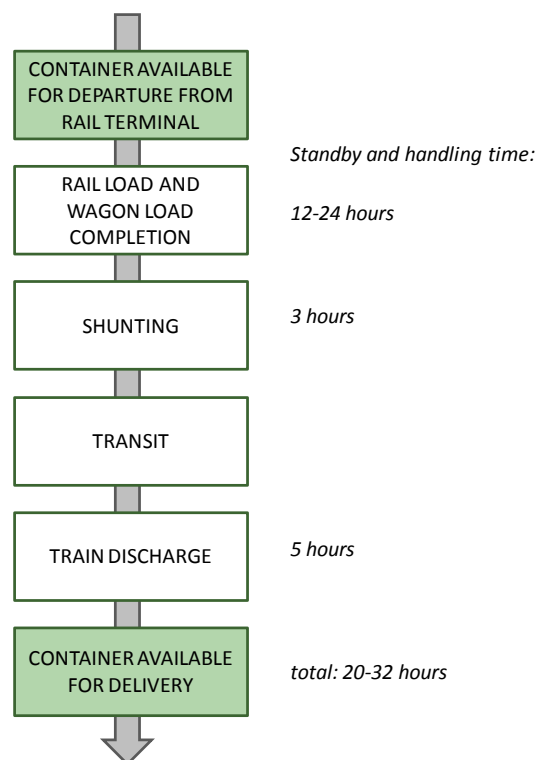 CONTAINER AVAILABLE
FOR DEPARTURE FROM
RAIL TERMINAL
Standby and handling time:
RAIL LOAD AND
WAGON LOAD
COMPLETION
12-24 hours
SHUNTING
3 hours
TRANSIT
TRAIN DISCHARGE
5 hours
CONTAINER AVAILABLE
FOR DELIVERY
total: 20-32 hours